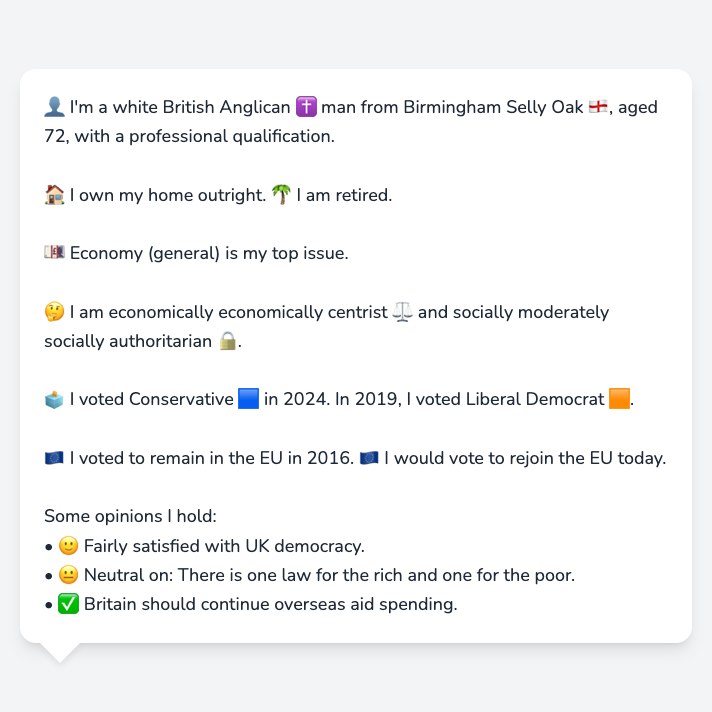 👤 I'm a white British Anglican ✝️ man from Birmingham Selly Oak 🏴󠁧󠁢󠁥󠁮󠁧󠁿, aged
72, with a professional qualification.
🏠 I own my home outright. 🌴 I am retired.
💷 Economy (general) is my top issue.
🤔 I am economically economically centrist ⚖️ and socially moderately
socially authoritarian 🔒.
🗳️ I voted Conservative 🟦 in 2024. In 2019, I voted Liberal Democrat 🟧.
🇪🇺 I voted to remain in the EU in 2016. 🇪🇺 I would vote to rejoin the EU today.
Some opinions I hold:
• 🙂 Fairly satisfied with UK democracy.
• 😐 Neutral on: There is one law for the rich and one for the poor.
• ✅ Britain should continue overseas aid spending.